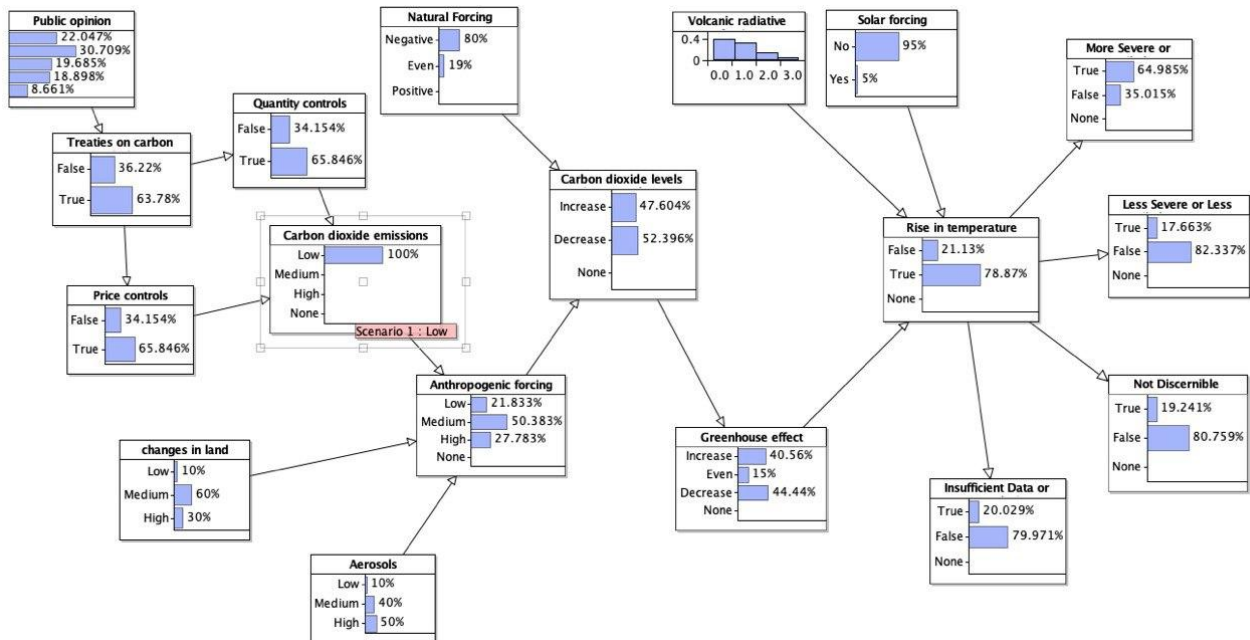 Public opinion
22.047%
30.709%
19.685%
18.898%
8.661%
Treaties on carbon
False 36.22%
True 63.78%
Quantity controls
False 34.154%
True 65.846%
Price controls
False 34.154%
True 65.846%
Carbon dioxide emissions
Low 100%
Medium
High
None
Scenario 1 : Low
Natural Forcing
Negative 80%
Even 19%
Positive
changes in land
Low 10%
Medium 60%
High 30%
Aerosols
Low 10%
Medium 40%
High 50%
Anthropogenic forcing
Low 21.833%
Medium 50.383%
High 27.783%
None
Carbon dioxide levels
Increase 47.604%
Decrease 52.396%
None
Greenhouse effect
Increase 40.56%
Even 15%
Decrease 44.44%
None
Volcanic radiative
0.4
0
0.0 1.0 2.0 3.0
Solar forcing
No 95%
Yes 5%
Rise in temperature
False 21.13%
True 78.87%
None
More Severe or
True 64.985%
False 35.015%
None
Less Severe or Less
True 17.663%
False 82.337%
None
Not Discernible
True 19.241%
False 80.759%
None
Insufficient Data or
True 20.029%
False 79.971%
None